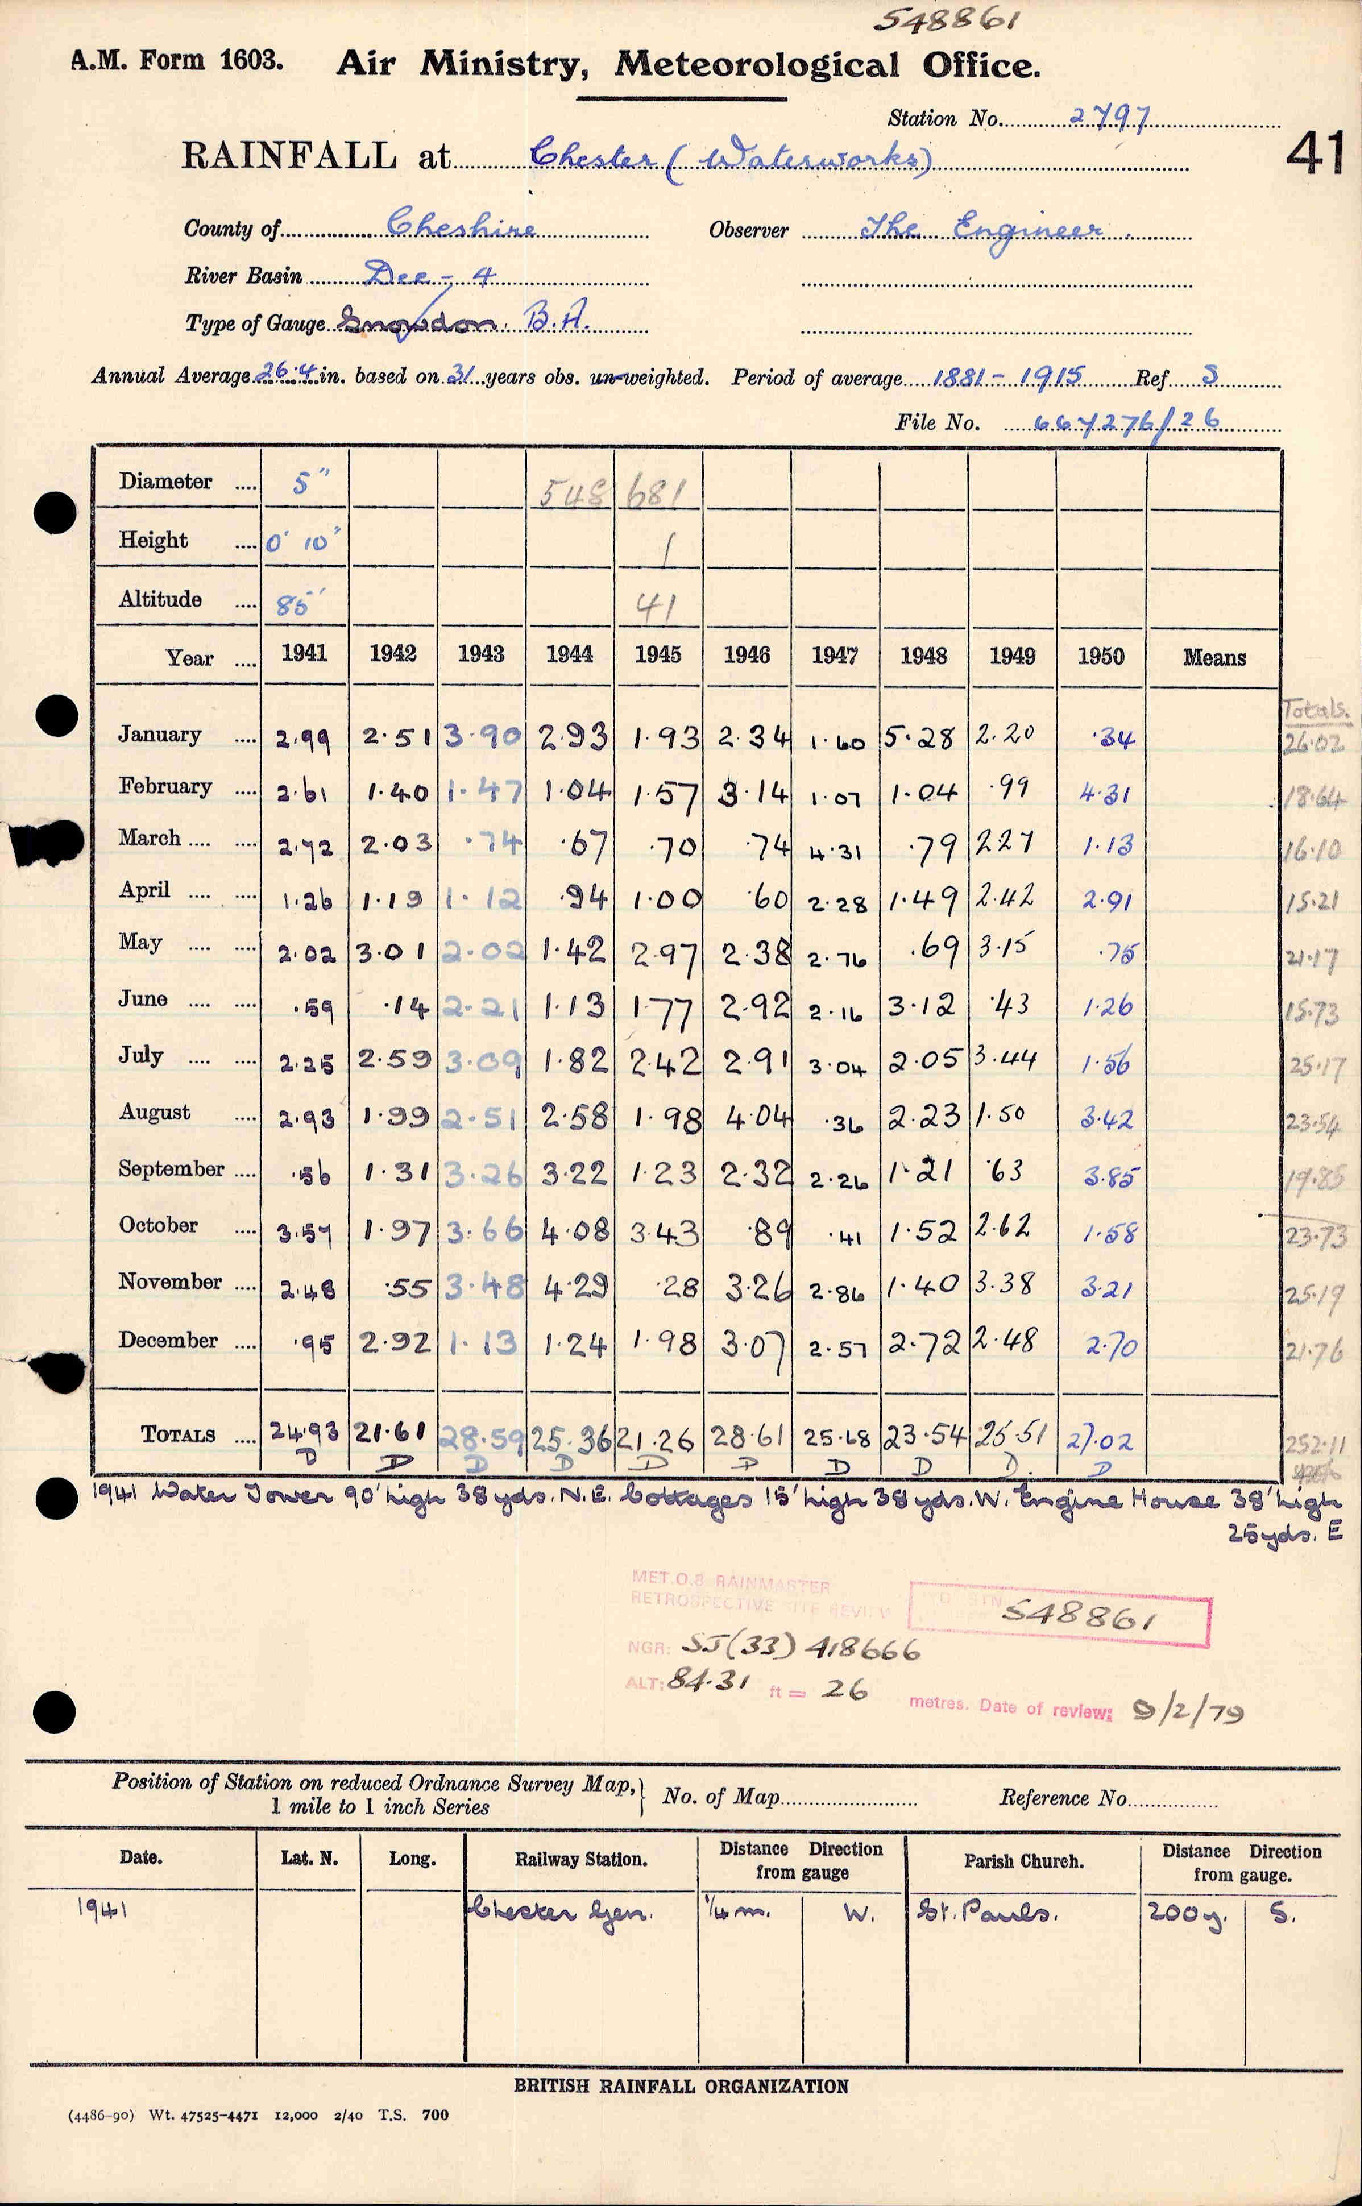 548861
A.M. Form 1603. Air Ministry, Meteorological Office.
Station No. 2797
41
RAINFALL at Chester (Waterworks)
County of Cheshire Observer The Engineer.
River Basin Dee - 4
Type of Gauge Snowdon. B.A.
Annual Average 26.4 in. based on 31 years obs. un-weighted. Period of average 1881 - 1915 Ref S
File No. 667276/26
Diameter .... 5" 548 681
Height .... 0' 10" 1
Altitude .... 85' 41
Year .... 1941 1942 1943 1944 1945 1946 1947 1948 1949 1950 Means
Totals.
January .... 2.99 2.51 3.90 2.93 1.93 2.34 1.60 5.28 2.20 .34 26.02
February .... 2.61 1.40 1.47 1.04 1.57 3.14 1.07 1.04 .99 4.31 18.64
March .... .... 2.72 2.03 .74 .67 .70 .74 4.31 .79 2.27 1.13 16.10
April .... .... 1.26 1.19 1.12 .94 1.00 .60 2.28 1.49 2.42 2.91 15.21
May .... .... 2.02 3.01 2.02 1.42 2.97 2.38 2.76 .69 3.15 .75 21.17
June .... .... .59 .14 2.21 1.13 1.77 2.92 2.16 3.12 .43 1.26 15.73
July .... .... 2.25 2.59 3.09 1.82 2.42 2.91 3.04 2.05 3.44 1.56 25.17
August .... 2.93 1.99 2.51 2.58 1.98 4.04 .36 2.23 1.50 3.42 23.54
September .... .56 1.31 3.26 3.22 1.23 2.32 2.26 1.21 .63 3.85 19.85
October .... 3.57 1.97 3.66 4.08 3.43 .89 .41 1.52 2.62 1.58 23.73
November .... 2.48 .55 3.48 4.29 .28 3.26 2.86 1.40 3.38 3.21 25.19
December .... .95 2.92 1.13 1.24 1.98 3.07 2.57 2.72 2.48 2.70 21.76
TOTALS .... 24.93 21.61 28.59 25.36 21.26 28.61 25.68 23.54 25.51 27.02 252.11
D D D D D D D D D. D
1941 Water Tower 90' high 38 yds. N.E. Cottages 15' high 38 yds. W. Engine House 38' high
25 yds. E
MET.O.8 RAINMASTER
RETROSPECTIVE SITE REVIEW
548861
NGR: SJ(33) 418666
ALT: 84.31 ft = 26 metres. Date of review: 9/2/79
Position of Station on reduced Ordnance Survey Map,
1 mile to 1 inch Series } No. of Map Reference No.
Date. Lat. N. Long. Railway Station. Distance Direction from gauge Parish Church. Distance Direction from gauge.
1941 Chester Gen. 1/4 m. W. St. Pauls. 200 y. S.
BRITISH RAINFALL ORGANIZATION
(4486-90) Wt. 47525-4471 12,000 2/40 T.S. 700